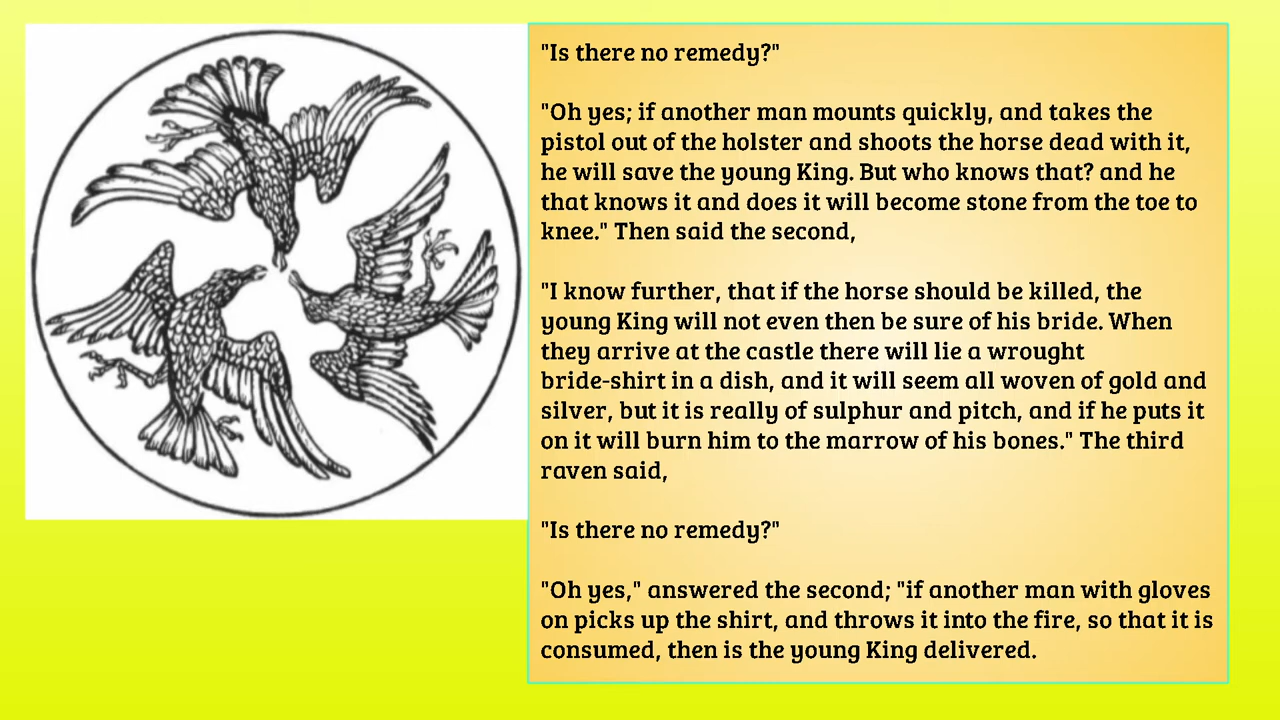 "Is there no remedy?"
"Oh yes; if another man mounts quickly, and takes the
pistol out of the holster and shoots the horse dead with it,
he will save the young King. But who knows that? and he
that knows it and does it will become stone from the toe to
knee." Then said the second,
"I know further, that if the horse should be killed, the
young King will not even then be sure of his bride. When
they arrive at the castle there will lie a wrought
bride-shirt in a dish, and it will seem all woven of gold and
silver, but it is really of sulphur and pitch, and if he puts it
on it will burn him to the marrow of his bones." The third
raven said,
"Is there no remedy?"
"Oh yes," answered the second; "if another man with gloves
on picks up the shirt, and throws it into the fire, so that it is
consumed, then is the young King delivered.